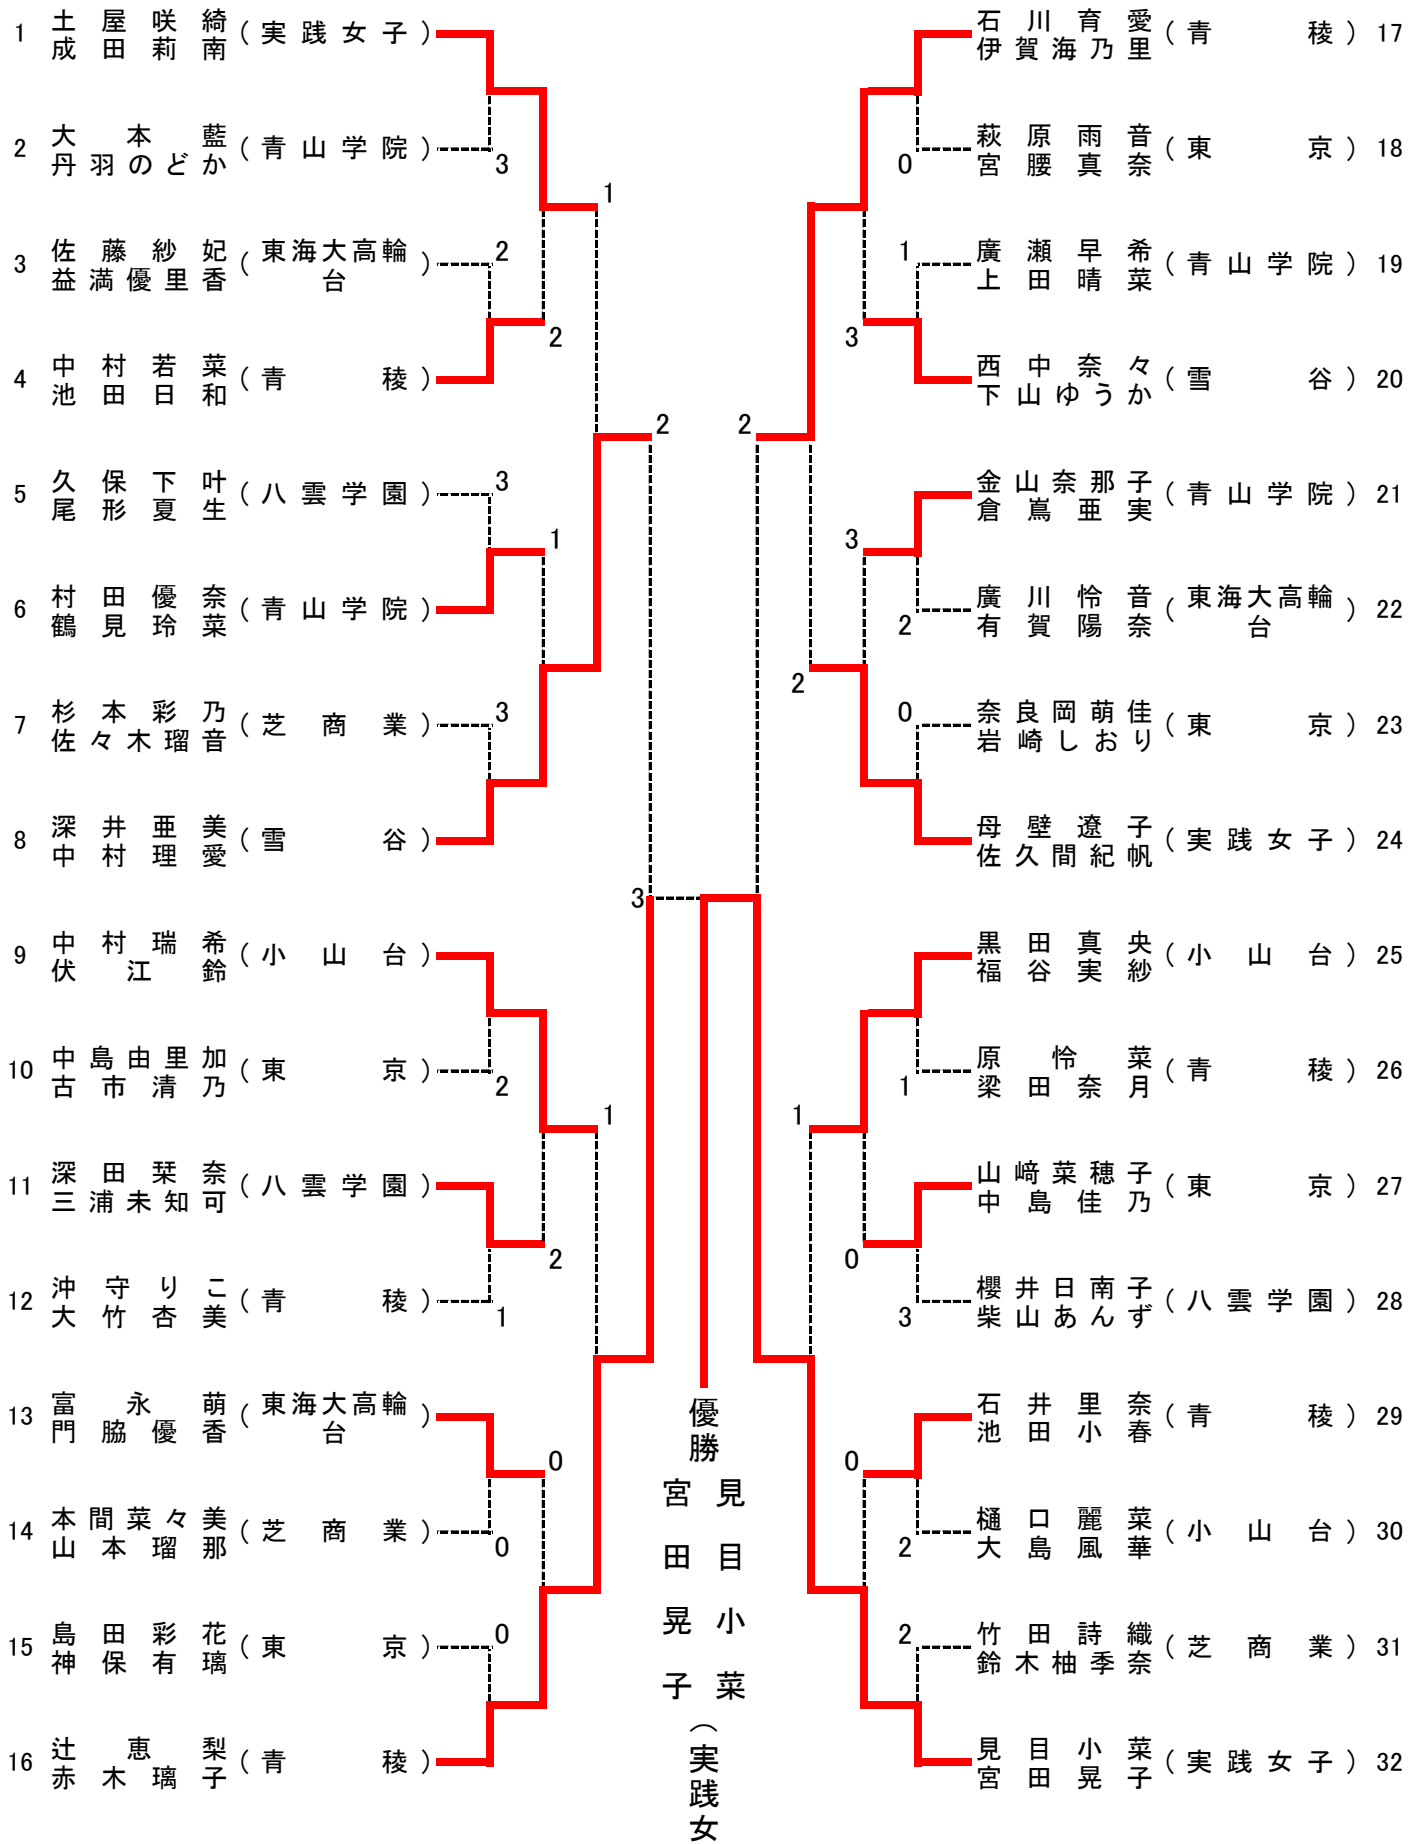 1 土屋咲綺 成田莉南 (実践女子)
2 大本藍 丹羽のどか (青山学院)
3
3 佐藤紗妃 益満優里香 (東海大高輪台)
2
4 中村若菜 池田日和 (青稜)
2
1
5 久保下叶 尾形夏生 (八雲学園)
3
6 村田優奈 鶴見玲菜 (青山学院)
1
7 杉本彩乃 佐々木瑠音 (芝商業)
3
8 深井亜美 中村理愛 (雪谷)
2
9 中村瑞希 伏江鈴 (小山台)
10 中島由里加 古市清乃 (東京)
2
11 深田栞奈 三浦未知可 (八雲学園)
2
1
12 沖守りこ 大竹杏美 (青稜)
1
13 富永萌 門脇優香 (東海大高輪台)
0
14 本間菜々美 山本瑠那 (芝商業)
0
15 島田彩花 神保有璃 (東京)
0
16 辻恵梨 赤木璃子 (青稜)
3
石川育愛 伊賀海乃里 (青稜) 17
萩原雨音 宮腰真奈 (東京) 18
0
廣瀬早希 上田晴菜 (青山学院) 19
1
西中奈々 下山ゆうか (雪谷) 20
3
2
金山奈那子 倉嶌亜実 (青山学院) 21
3
廣川怜音 有賀陽奈 (東海大高輪台) 22
2
奈良岡萌佳 岩崎しおり (東京) 23
0
母壁遼子 佐久間紀帆 (実践女子) 24
2
黒田真央 福谷実紗 (小山台) 25
原怜菜 梁田奈月 (青稜) 26
1
山﨑菜穂子 中島佳乃 (東京) 27
0
1
櫻井日南子 柴山あんず (八雲学園) 28
3
石井里奈 池田小春 (青稜) 29
0
樋口麗菜 大島風華 (小山台) 30
2
竹田詩織 鈴木柚季奈 (芝商業) 31
2
見目小菜 宮田晃子 (実践女子) 32
優勝
見目小菜
宮田晃子
(実践女